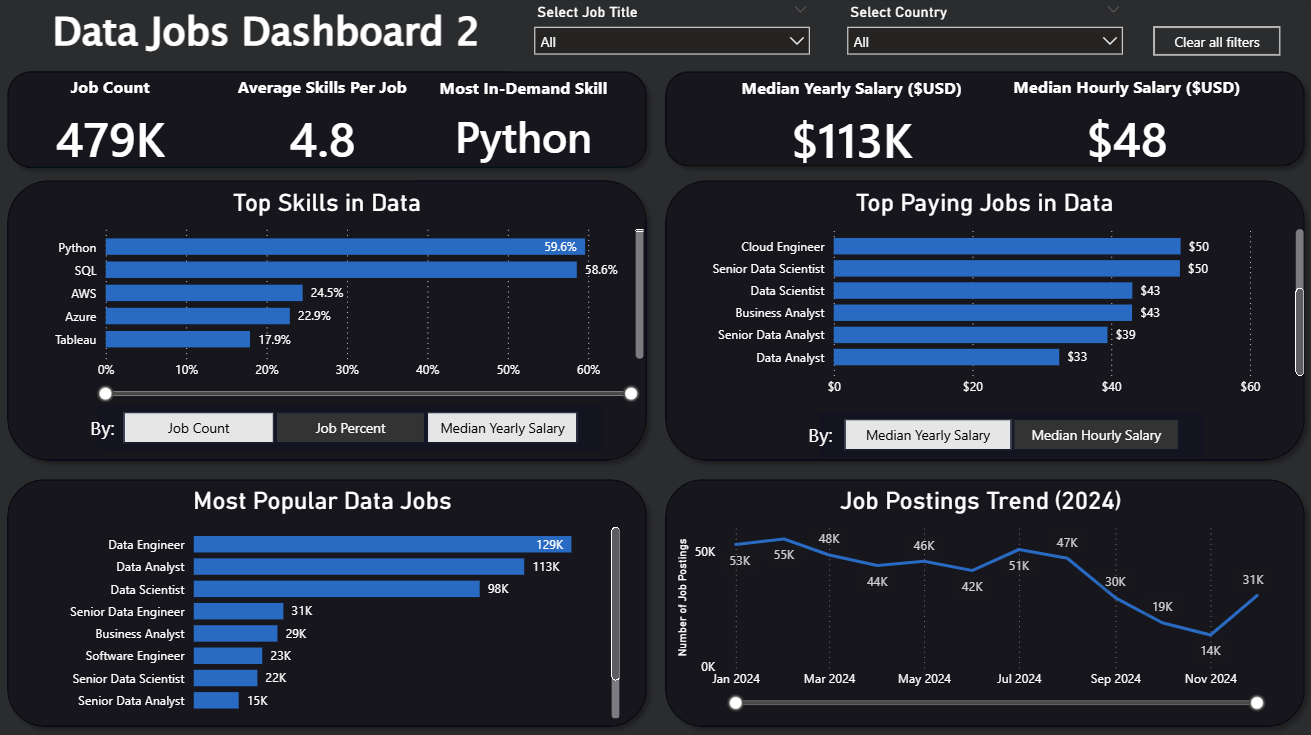 Data Jobs Dashboard 2
Select Job Title
All
Select Country
All
Clear all filters
Job Count
479K
Average Skills Per Job
4.8
Most In-Demand Skill
Python
Median Yearly Salary ($USD)
$113K
Median Hourly Salary ($USD)
$48
Top Skills in Data
Python 59.6%
SQL 58.6%
AWS 24.5%
Azure 22.9%
Tableau 17.9%
0% 10% 20% 30% 40% 50% 60%
By: Job Count Job Percent Median Yearly Salary
Top Paying Jobs in Data
Cloud Engineer $50
Senior Data Scientist $50
Data Scientist $43
Business Analyst $43
Senior Data Analyst $39
Data Analyst $33
$0 $20 $40 $60
By: Median Yearly Salary Median Hourly Salary
Most Popular Data Jobs
Data Engineer 129K
Data Analyst 113K
Data Scientist 98K
Senior Data Engineer 31K
Business Analyst 29K
Software Engineer 23K
Senior Data Scientist 22K
Senior Data Analyst 15K
Job Postings Trend (2024)
Number of Job Postings
50K
0K
53K 55K 48K 44K 46K 42K 51K 47K 30K 19K 14K 31K
Jan 2024 Mar 2024 May 2024 Jul 2024 Sep 2024 Nov 2024